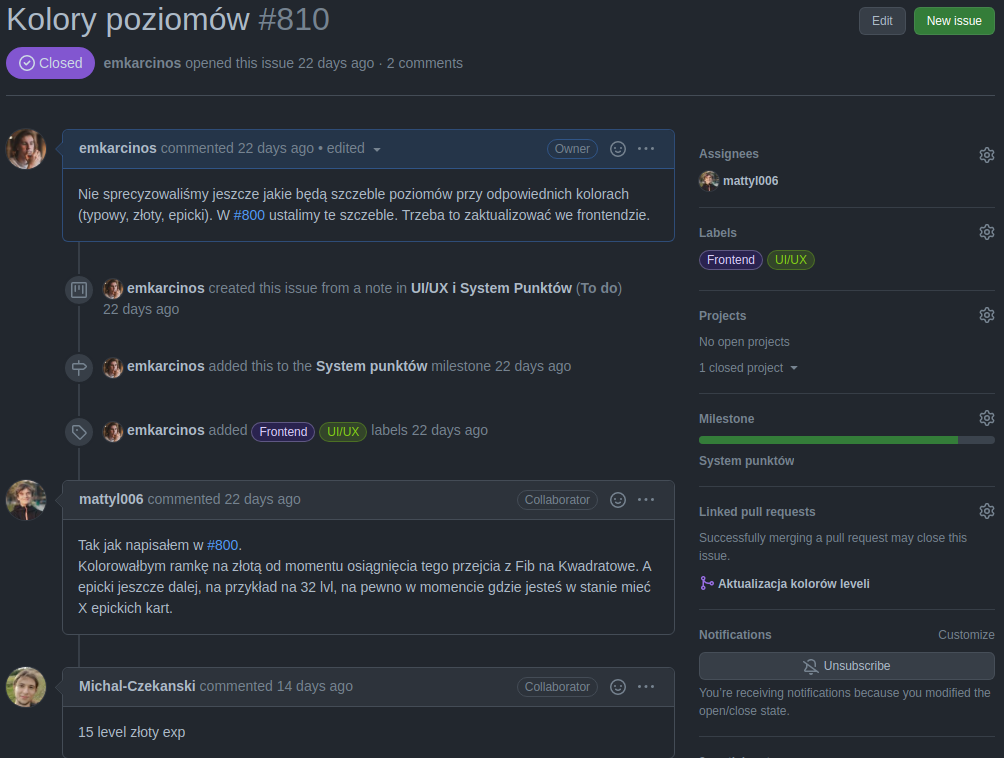 Kolory poziomów #810
Edit
New issue
Closed
emkarcinos opened this issue 22 days ago · 2 comments
emkarcinos commented 22 days ago • edited
Owner
Nie sprecyzowaliśmy jeszcze jakie będą szczeble poziomów przy odpowiednich kolorach
(typowy, złoty, epicki). W #800 ustalimy te szczeble. Trzeba to zaktualizować we frontendzie.
emkarcinos created this issue from a note in UI/UX i System Punktów (To do)
22 days ago
emkarcinos added this to the System punktów milestone 22 days ago
emkarcinos added Frontend UI/UX labels 22 days ago
mattyl006 commented 22 days ago
Collaborator
Tak jak napisałem w #800.
Kolorowałbym ramkę na złotą od momentu osiągnięcia tego przejcia z Fib na Kwadratowe. A
epicki jeszcze dalej, na przykład na 32 lvl, na pewno w momencie gdzie jesteś w stanie mieć
X epickich kart.
Michal-Czekanski commented 14 days ago
Collaborator
15 level złoty exp
Assignees
mattyl006
Labels
Frontend UI/UX
Projects
No open projects
1 closed project
Milestone
System punktów
Linked pull requests
Successfully merging a pull request may close this
issue.
Aktualizacja kolorów leveli
Notifications
Customize
Unsubscribe
You're receiving notifications because you modified the
open/close state.